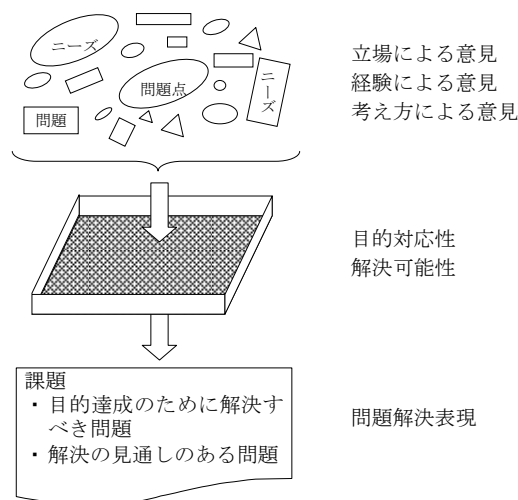 ニーズ
問題点
ニーズ
問題
立場による意見
経験による意見
考え方による意見
目的対応性
解決可能性
課題
・目的達成のために解決す
べき問題
・解決の見通しのある問題
問題解決表現